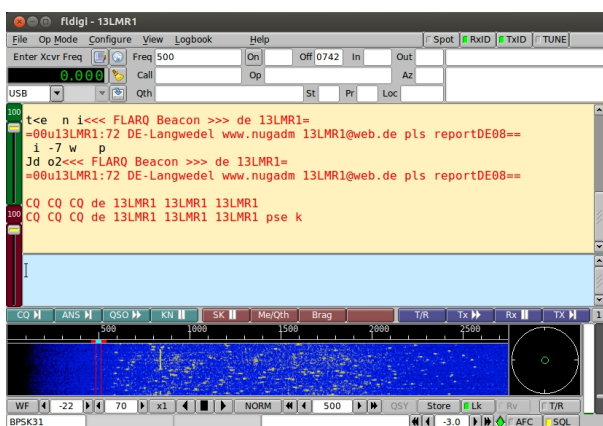 fldigi - 13LMR1
File Op Mode Configure View Logbook Help Spot RxID TxID TUNE
Enter Xcvr Freq Freq 500 On Off 0742 In Out
0.000 Call Op Az
USB Qth St Pr Loc
100
t<e n i<<< FLARQ Beacon >>> de 13LMR1=
=00u13LMR1:72 DE-Langwedel www.nugadm 13LMR1@web.de pls reportDE08==
i -7 w p
Jd o2<<< FLARQ Beacon >>> de 13LMR1=
=00u13LMR1:72 DE-Langwedel www.nugadm 13LMR1@web.de pls reportDE08==
CQ CQ CQ de 13LMR1 13LMR1 13LMR1
100
CQ CQ CQ de 13LMR1 13LMR1 13LMR1 pse k
CQ ANS QSO KN SK Me/Qth Brag T/R Tx Rx TX 1
500 1000 1500 2000 2500
WF -22 70 x1 NORM 500 QSY Store Lk Rv T/R
BPSK31 -3.0 AFC SQL